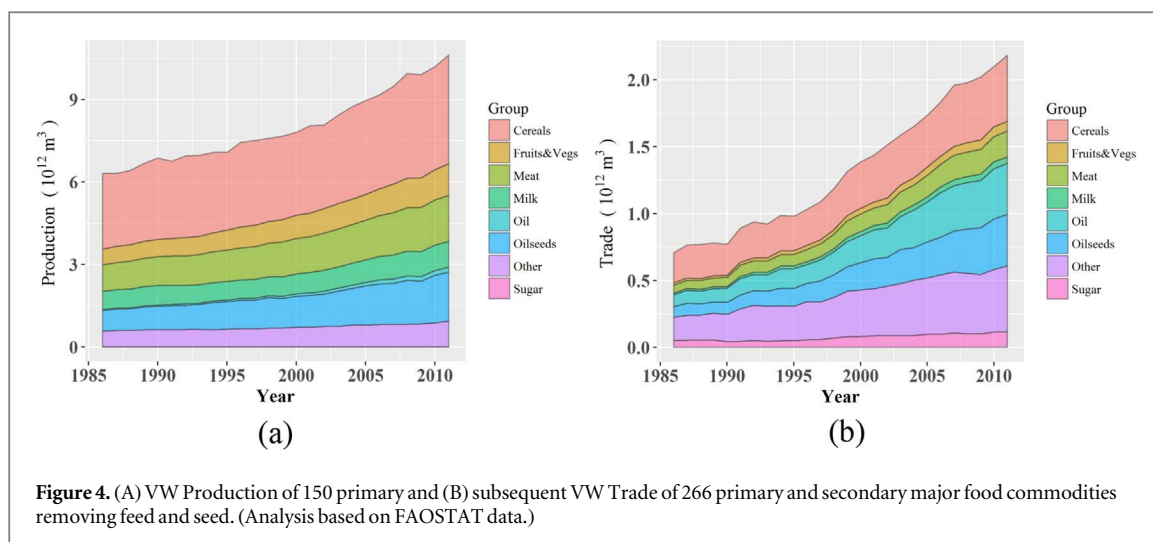 Production ( 10¹² m³ )
9
6
3
0
1985 1990 1995 2000 2005 2010
Year
Group
Cereals
Fruits&Vegs
Meat
Milk
Oil
Oilseeds
Other
Sugar
(a)
Trade ( 10¹² m³ )
2.0
1.5
1.0
0.5
0.0
1985 1990 1995 2000 2005 2010
Year
Group
Cereals
Fruits&Vegs
Meat
Milk
Oil
Oilseeds
Other
Sugar
(b)
Figure 4. (A) VW Production of 150 primary and (B) subsequent VW Trade of 266 primary and secondary major food commodities
removing feed and seed. (Analysis based on FAOSTAT data.)